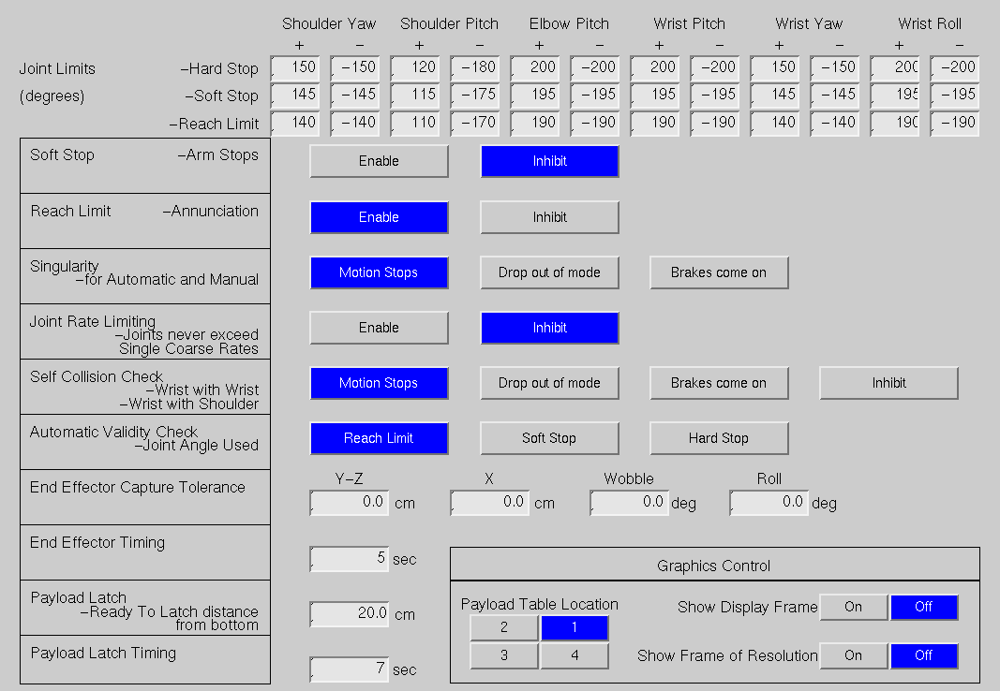 Shoulder Yaw Shoulder Pitch Elbow Pitch Wrist Pitch Wrist Yaw Wrist Roll
+ − + − + − + − + − + −
Joint Limits −Hard Stop 150 −150 120 −180 200 −200 200 −200 150 −150 200 −200
(degrees) −Soft Stop 145 −145 115 −175 195 −195 195 −195 145 −145 195 −195
−Reach Limit 140 −140 110 −170 190 −190 190 −190 140 −140 190 −190
Soft Stop −Arm Stops Enable Inhibit
Reach Limit −Annunciation Enable Inhibit
Singularity
−for Automatic and Manual Motion Stops Drop out of mode Brakes come on
Joint Rate Limiting
−Joints never exceed Enable Inhibit
Single Coarse Rates
Self Collision Check
−Wrist with Wrist Motion Stops Drop out of mode Brakes come on Inhibit
−Wrist with Shoulder
Automatic Validity Check
−Joint Angle Used Reach Limit Soft Stop Hard Stop
Y−Z X Wobble Roll
End Effector Capture Tolerance 0.0 cm 0.0 cm 0.0 deg 0.0 deg
End Effector Timing 5 sec
Payload Latch
−Ready To Latch distance 20.0 cm
from bottom
Payload Latch Timing 7 sec
Graphics Control
Payload Table Location
2 1
3 4
Show Display Frame On Off
Show Frame of Resolution On Off